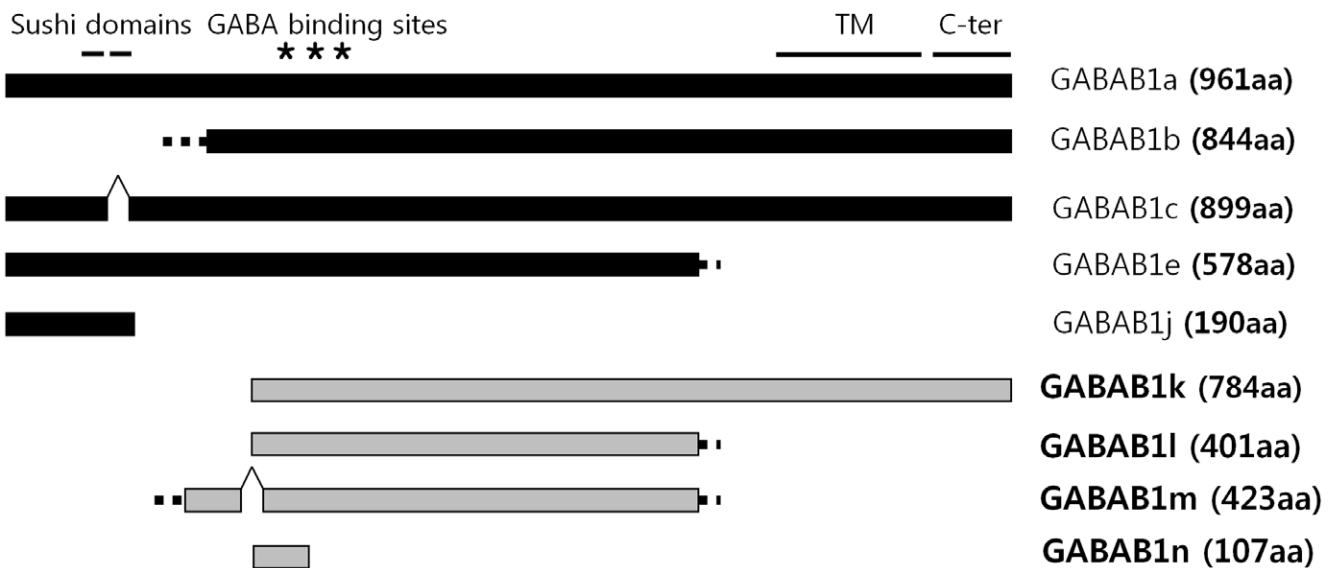 Sushi domains GABA binding sites TM C-ter
* * *
GABAB1a (961aa)
GABAB1b (844aa)
GABAB1c (899aa)
GABAB1e (578aa)
GABAB1j (190aa)
GABAB1k (784aa)
GABAB1l (401aa)
GABAB1m (423aa)
GABAB1n (107aa)